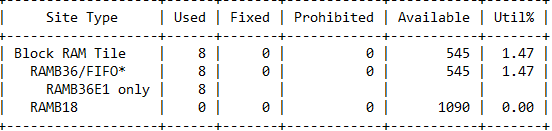 +-------------------+------+-------+------------+-----------+-------+
|     Site Type     | Used | Fixed | Prohibited | Available | Util% |
+-------------------+------+-------+------------+-----------+-------+
| Block RAM Tile    |    8 |     0 |          0 |       545 |  1.47 |
|   RAMB36/FIFO*    |    8 |     0 |          0 |       545 |  1.47 |
|     RAMB36E1 only |    8 |       |            |           |       |
|   RAMB18          |    0 |     0 |          0 |      1090 |  0.00 |
+-------------------+------+-------+------------+-----------+-------+